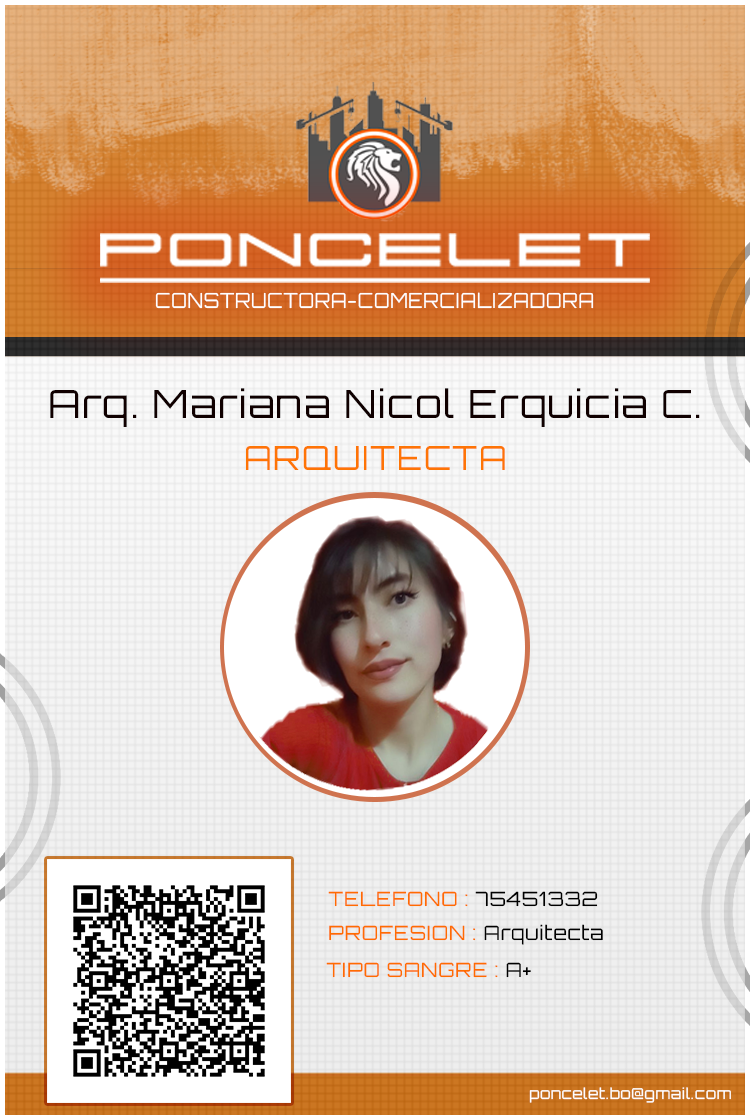 PONCELET
CONSTRUCTORA-COMERCIALIZADORA
Arq. Mariana Nicol Erquicia C.
ARQUITECTA
TELEFONO : 75451332
PROFESION : Arquitecta
TIPO SANGRE : A+
poncelet.bo@gmail.com